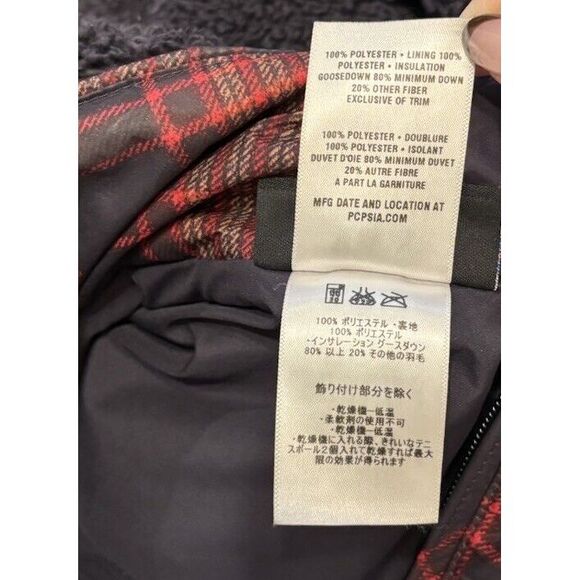 100% POLYESTER • LINING 100%
POLYESTER • INSULATION
GOOSEDOWN 80% MINIMUM DOWN
20% OTHER FIBER
EXCLUSIVE OF TRIM
100% POLYESTER • DOUBLURE
100% POLYESTER • ISOLANT
DUVET D'OIE 80% MINIMUM DUVET
20% AUTRE FIBRE
A PART LA GARNITURE
MFG DATE AND LOCATION AT
PCPSIA.COM
100% ポリエステル・裏地
100% ポリエステル
・インサレーション グースダウン
80% 以上 20% その他の羽毛
飾り付け部分を除く
・乾燥機ー低温
・柔軟剤の使用不可
・乾燥機ー低温
・乾燥機に入れる際、きれいなテニ
スボール2個入れて乾燥すれば最大
限の効果が得られます